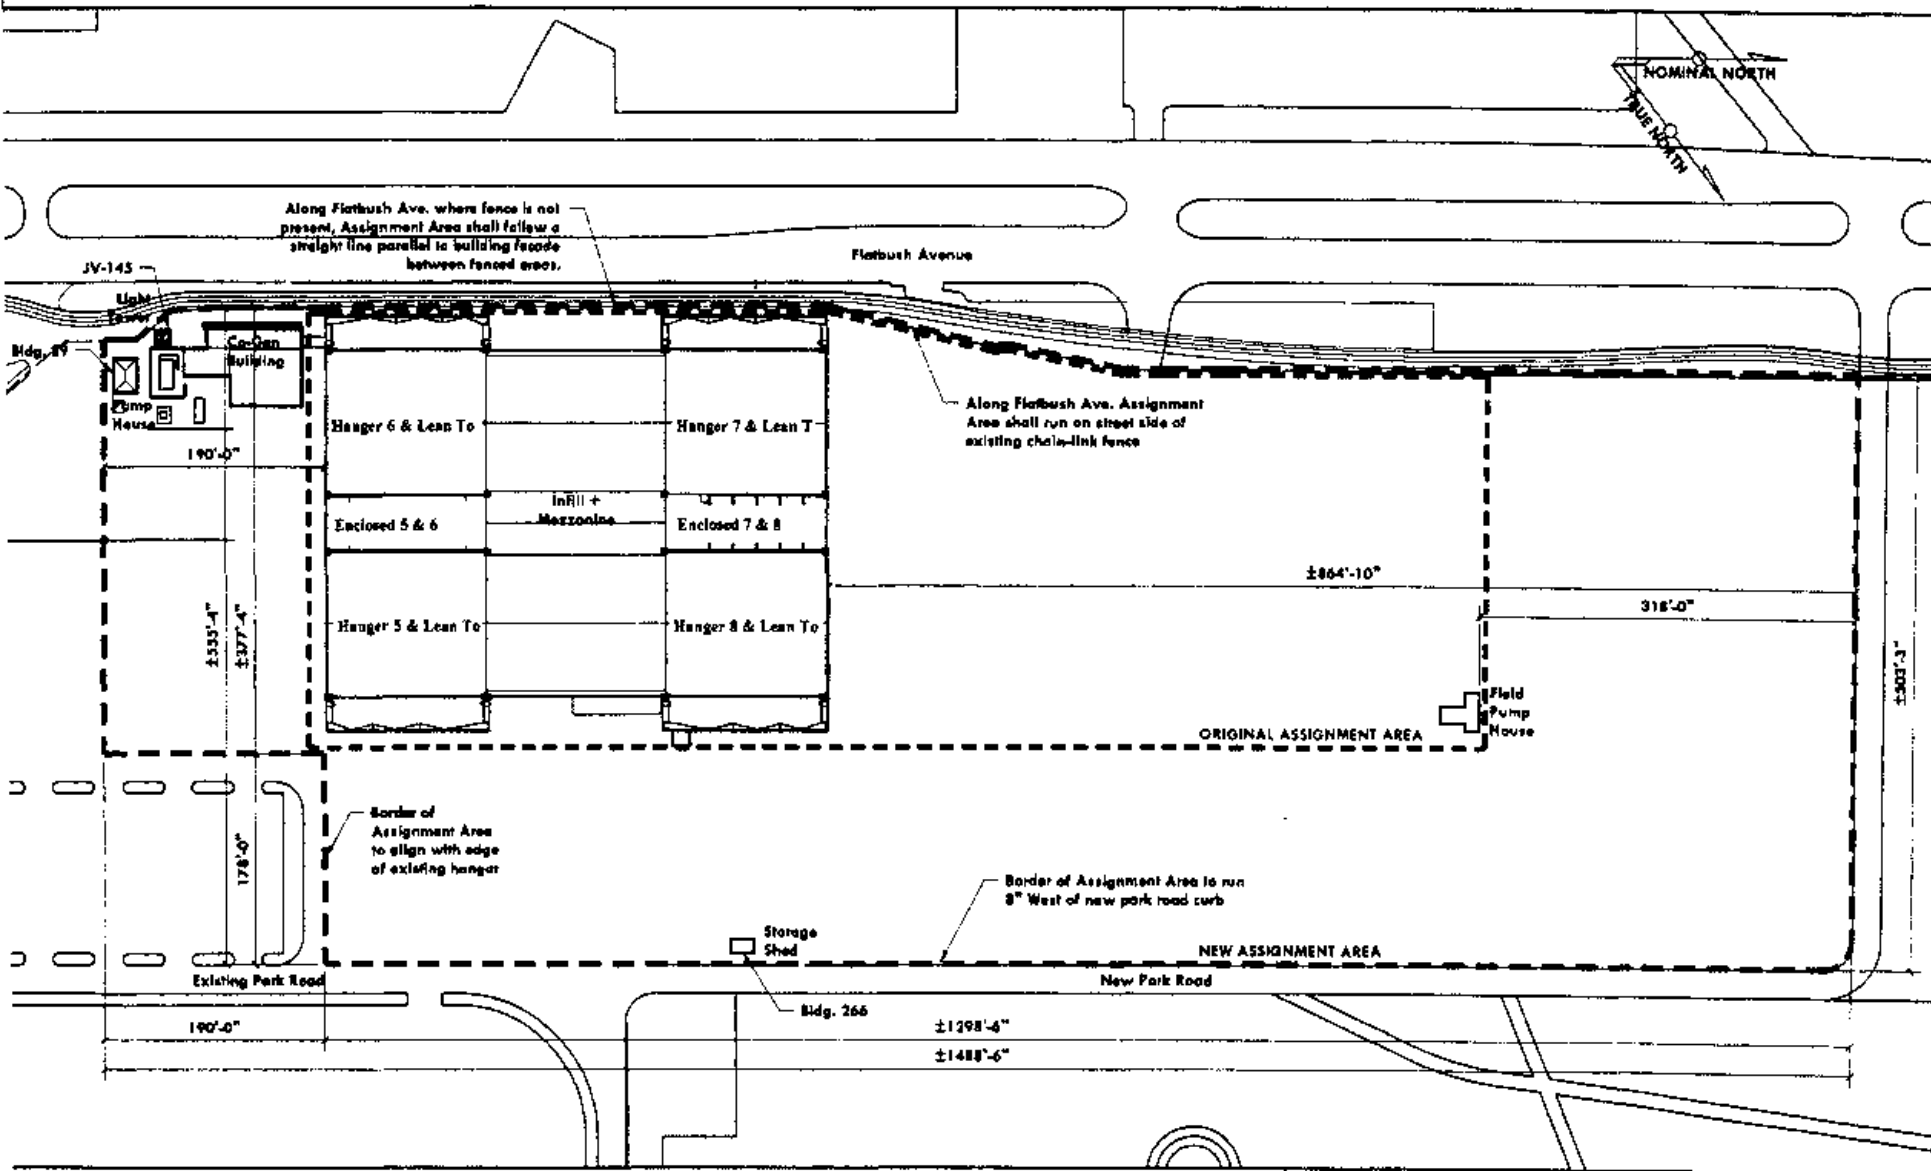 NOMINAL NORTH
TRUE NORTH
Along Flatbush Ave. where fence is not
present, Assignment Area shall follow a
straight line parallel to building facade
between fenced areas.
Flatbush Avenue
JV-145
Light
Bldg. 89
Co-Gen
Building
Pump
House
190'-0"
Hanger 6 & Lean To
Hanger 7 & Lean T
Along Flatbush Ave. Assignment
Area shall run on street side of
existing chain-link fence
Enclosed 5 & 6
Infill +
Mezzanine
Enclosed 7 & 8
±864'-10"
318'-0"
±555'-4"
±377'-4"
Hanger 5 & Lean To
Hanger 8 & Lean To
±503'-3"
Field
Pump
House
ORIGINAL ASSIGNMENT AREA
178'-0"
Border of
Assignment Area
to align with edge
of existing hangar
Border of Assignment Area to run
8" West of new park road curb
Storage
Shed
NEW ASSIGNMENT AREA
Existing Park Road
New Park Road
Bldg. 266
190'-0"
±1298'-6"
±1488'-6"